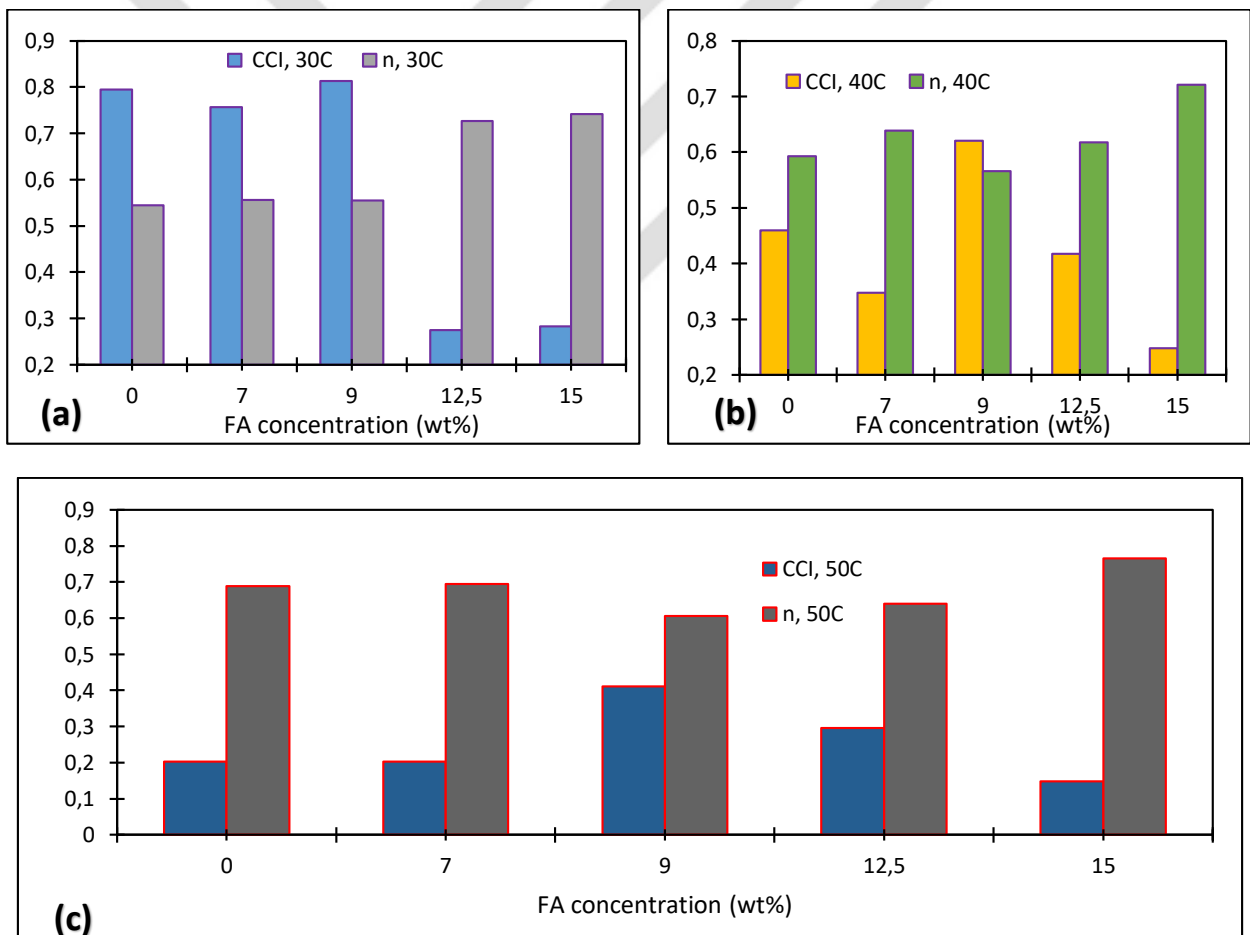 0,9
CCI, 30C n, 30C
0,8
0,7
0,6
0,5
0,4
0,3
0,2
0 7 9 12,5 15
(a) FA concentration (wt%)
0,8
CCI, 40C n, 40C
0,7
0,6
0,5
0,4
0,3
0,2
0 7 9 12,5 15
(b) FA concentration (wt%)
0,9
0,8
CCI, 50C
0,7
n, 50C
0,6
0,5
0,4
0,3
0,2
0,1
0
0 7 9 12,5 15
FA concentration (wt%)
(c)